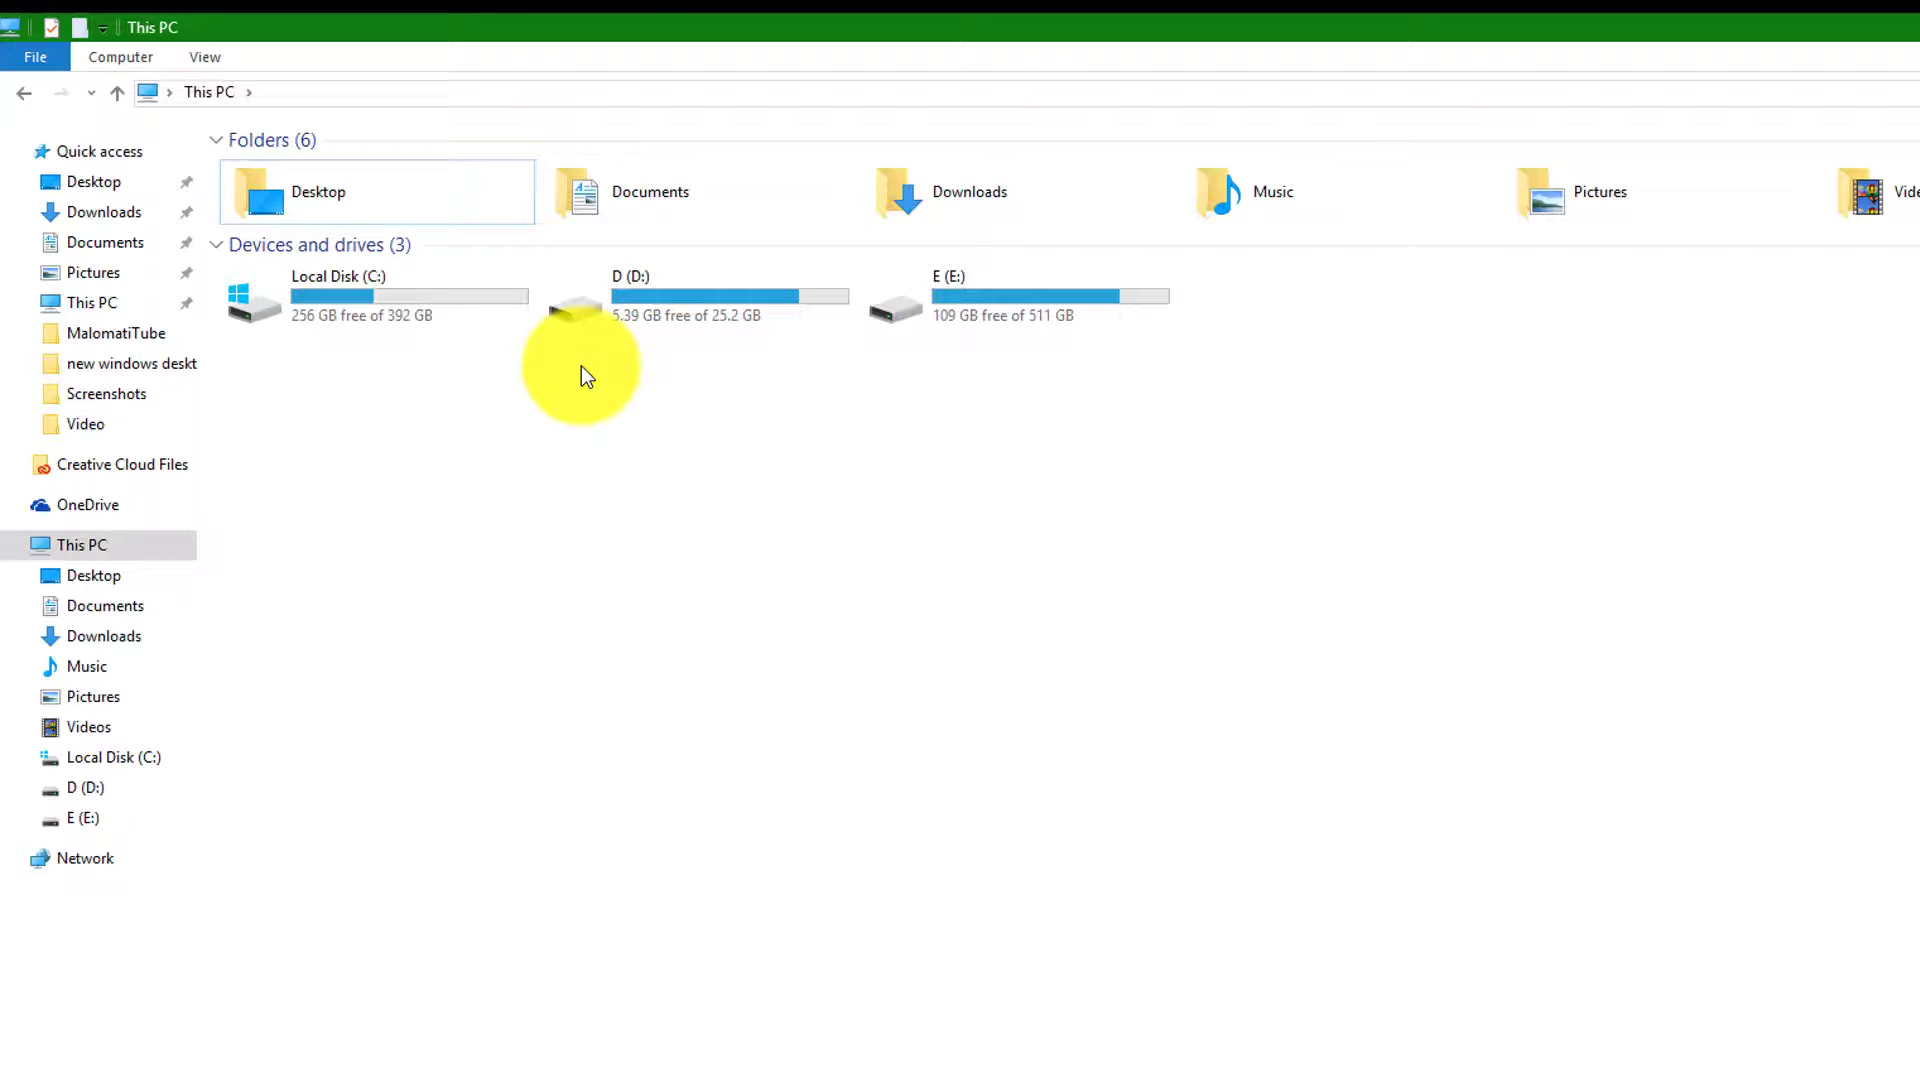 This PC
File Computer View
This PC
Quick access
Desktop
Downloads
Documents
Pictures
This PC
MalomatiTube
new windows deskt
Screenshots
Video
Creative Cloud Files
OneDrive
This PC
Desktop
Documents
Downloads
Music
Pictures
Videos
Local Disk (C:)
D (D:)
E (E:)
Network
Folders (6)
Desktop Documents Downloads Music Pictures Vide
Devices and drives (3)
Local Disk (C:)
256 GB free of 392 GB
D (D:)
5.39 GB free of 25.2 GB
E (E:)
109 GB free of 511 GB